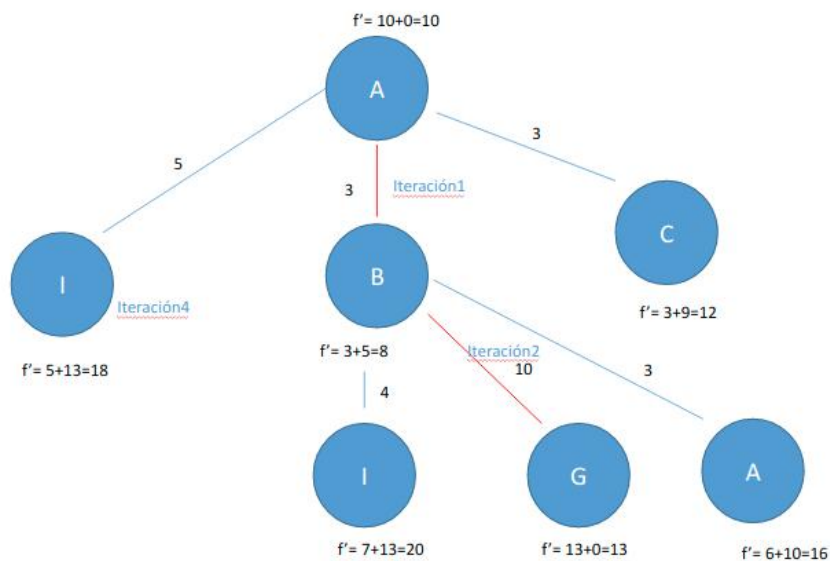 f'= 10+0=10
A
3
5
3
Iteración1
I
B
C
Iteración4
f'= 3+9=12
f'= 3+5=8
Iteración2
f'= 5+13=18
10
3
4
I
G
A
f'= 7+13=20
f'= 13+0=13
f'= 6+10=16